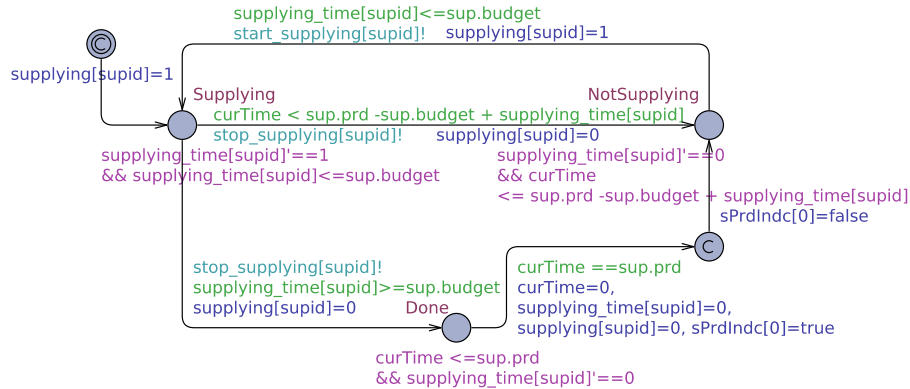 supplying_time[supid]<=sup.budget
start_supplying[supid]! supplying[supid]=1
C
supplying[supid]=1
Supplying
NotSupplying
curTime < sup.prd -sup.budget + supplying_time[supid]
stop_supplying[supid]! supplying[supid]=0
supplying_time[supid]'==1
&& supplying_time[supid]<=sup.budget
supplying_time[supid]'==0
&& curTime
<= sup.prd -sup.budget + supplying_time[supid]
sPrdIndc[0]=false
C
stop_supplying[supid]!
supplying_time[supid]>=sup.budget
supplying[supid]=0
Done
curTime ==sup.prd
curTime=0,
supplying_time[supid]=0,
supplying[supid]=0, sPrdIndc[0]=true
curTime <=sup.prd
&& supplying_time[supid]'==0